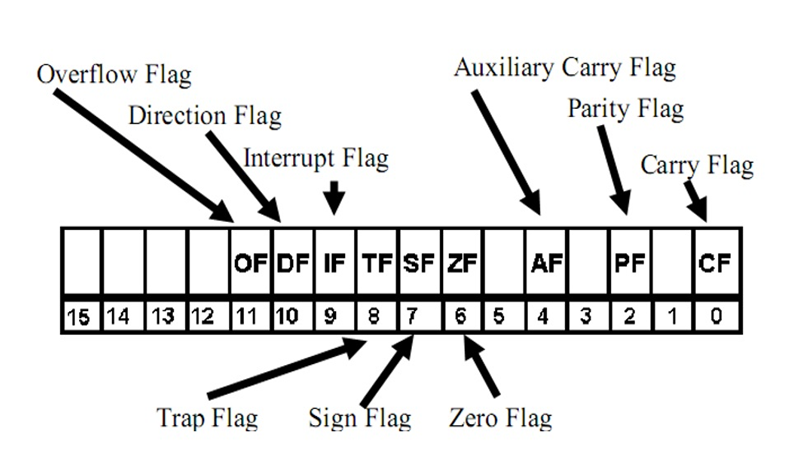 Overflow Flag
Auxiliary Carry Flag
Direction Flag
Parity Flag
Interrupt Flag
Carry Flag
OF DF IF TF SF ZF AF PF CF
15 14 13 12 11 10 9 8 7 6 5 4 3 2 1 0
Trap Flag
Sign Flag
Zero Flag